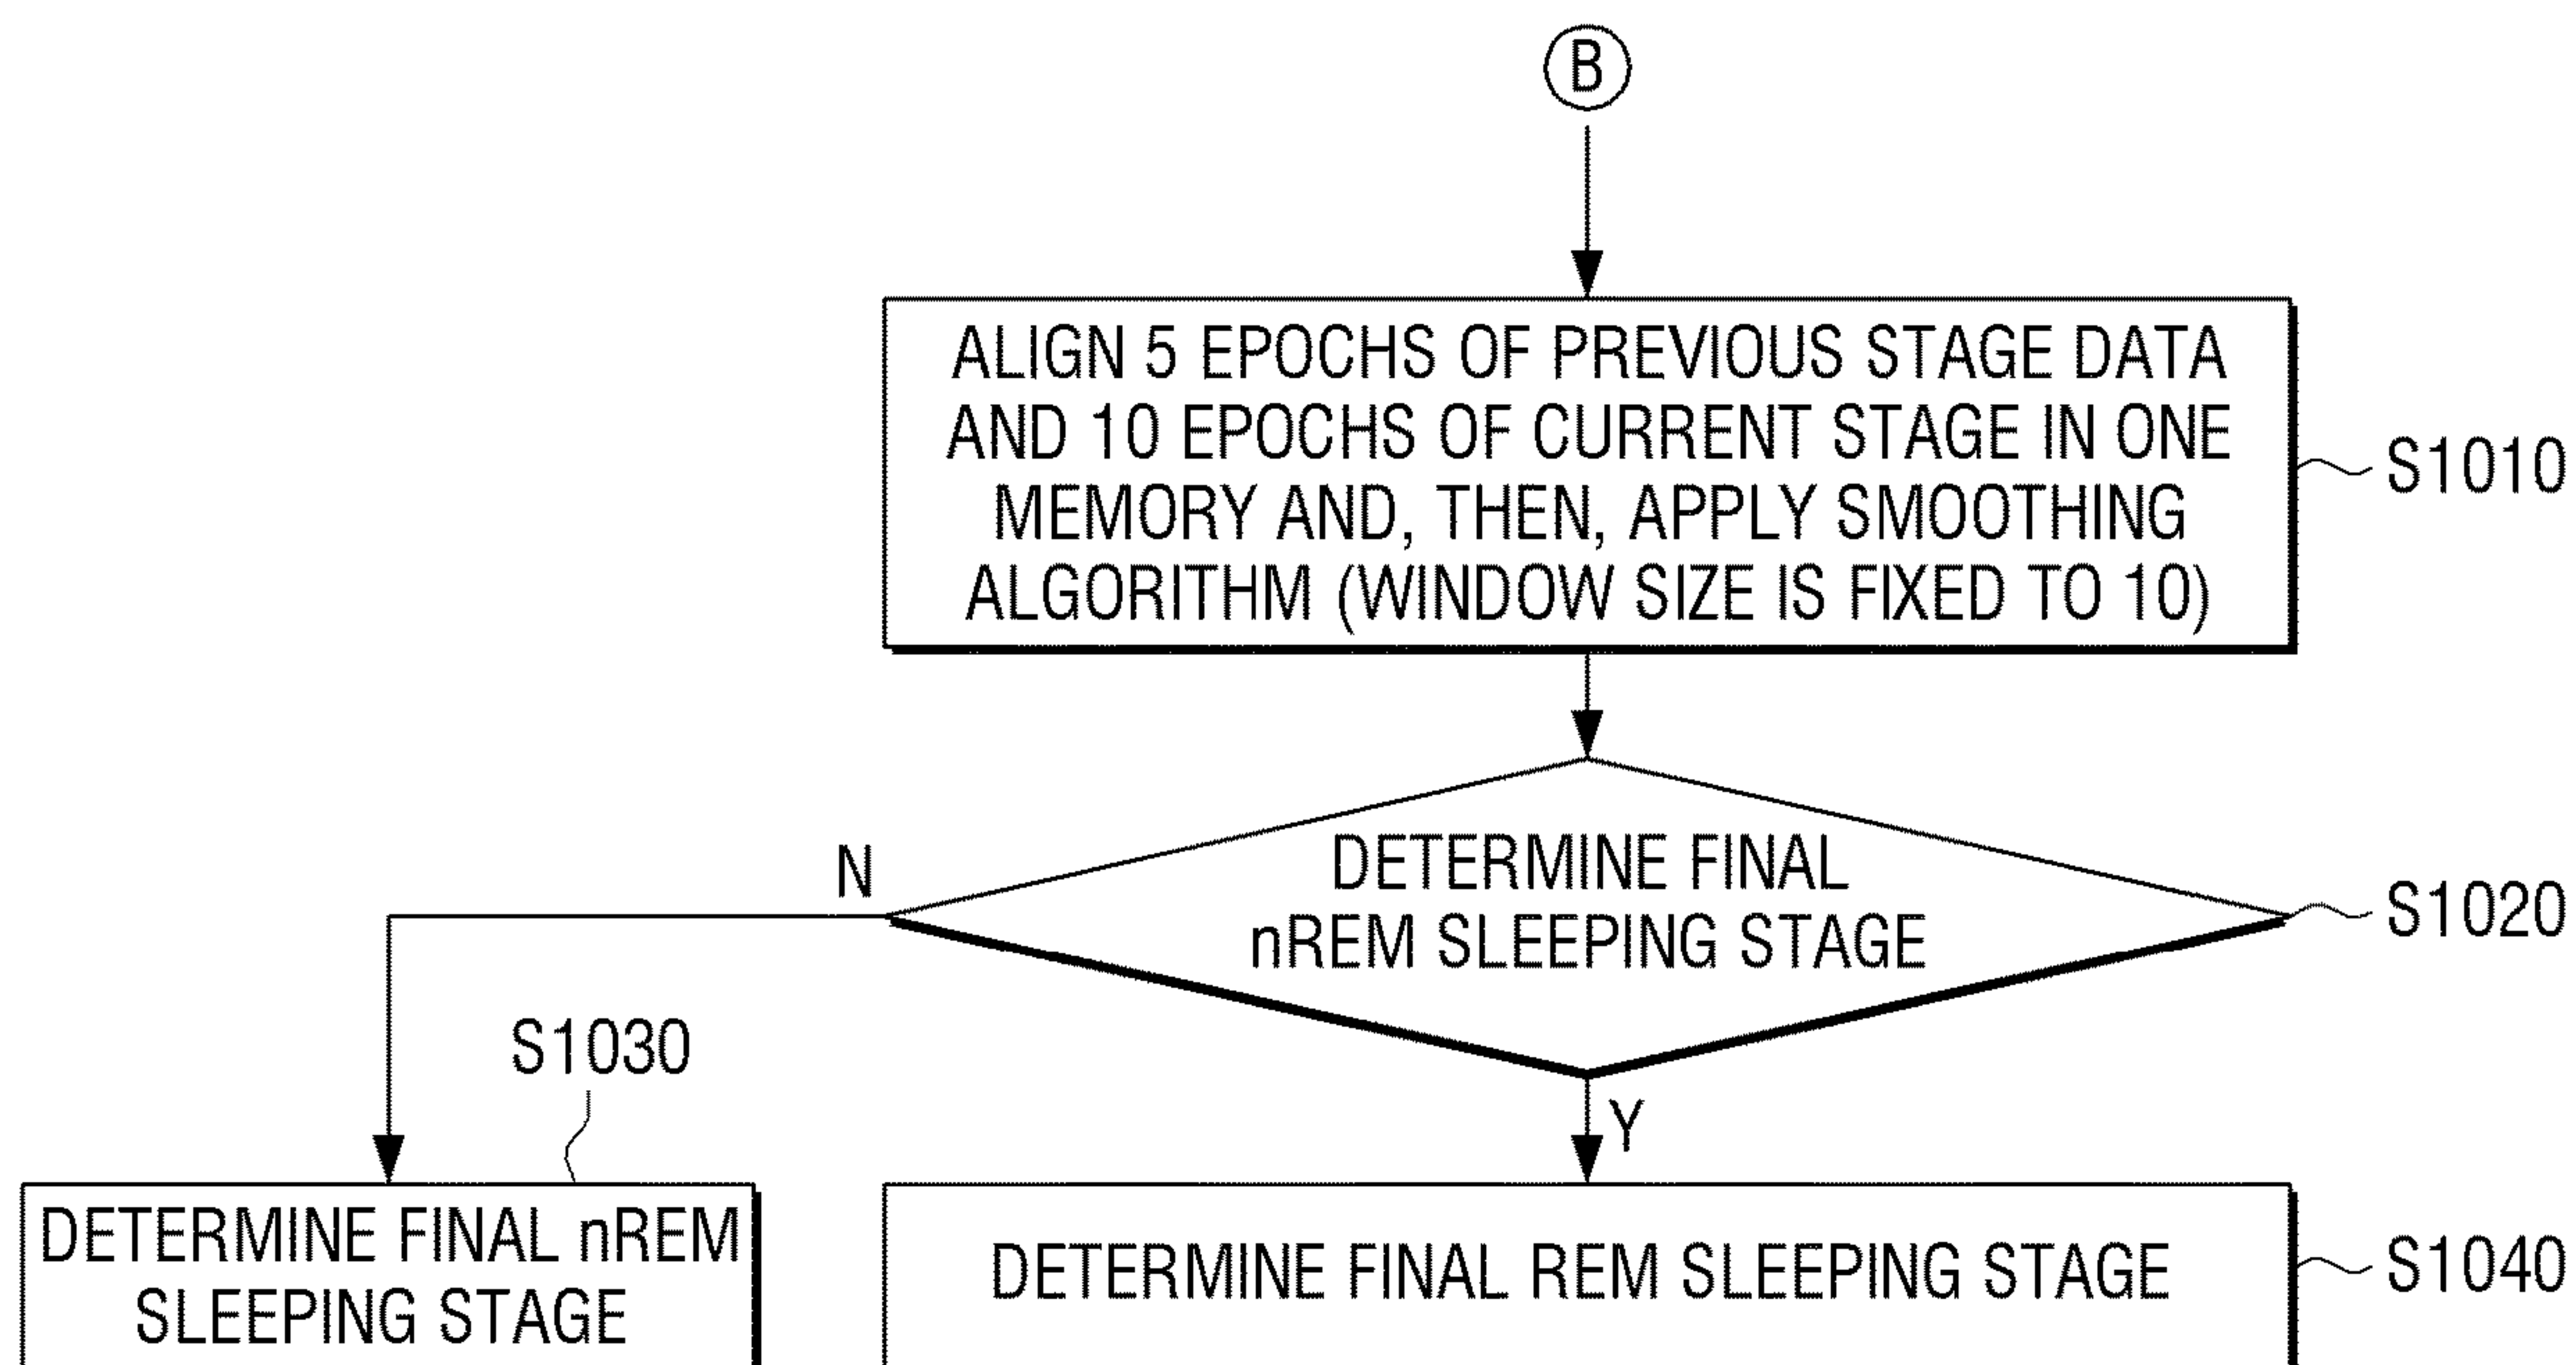 B
ALIGN 5 EPOCHS OF PREVIOUS STAGE DATA
AND 10 EPOCHS OF CURRENT STAGE IN ONE
MEMORY AND, THEN, APPLY SMOOTHING
ALGORITHM (WINDOW SIZE IS FIXED TO 10)
S1010
DETERMINE FINAL
nREM SLEEPING STAGE
S1020
N
Y
S1030
DETERMINE FINAL nREM
SLEEPING STAGE
DETERMINE FINAL REM SLEEPING STAGE
S1040